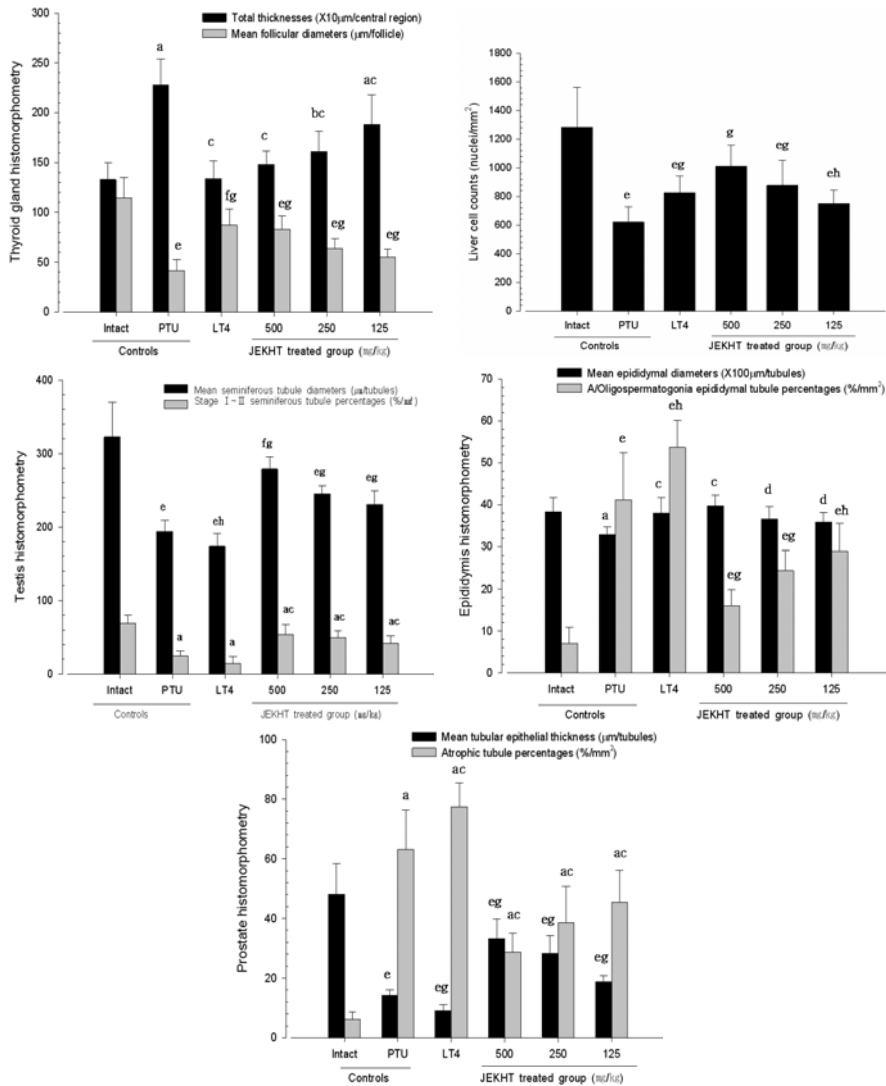 Total thicknesses (X10μm/central region)
Mean follicular diameters (μm/follicle)
Thyroid gland histomorphometry
300
250
200
150
100
50
0
a
e
c
fg
c
eg
bc
eg
ac
eg
Intact
PTU
LT4
500
250
125
Controls
JEKHT treated group (㎎/㎏)
Liver cell counts (nuclei/mm²)
1800
1600
1400
1200
1000
800
600
400
200
0
e
eg
g
eg
eh
Intact
PTU
LT4
500
250
125
Controls
JEKHT treated group (㎎/㎏)
Mean seminiferous tubule diameters (㎛/tubules)
Stage Ⅰ~Ⅱ seminiferous tubule percentages (%/㎟)
Testis histomorphometry
400
300
200
100
0
e
a
eh
a
fg
ac
eg
ac
eg
ac
Intact
PTU
LT4
500
250
125
Controls
JEKHT treated group (㎎/㎏)
Mean epididymal diameters (X100μm/tubules)
A/Oligospermatogonia epididymal tubule percentages (%/mm²)
Epididymis histomorphometry
70
60
50
40
30
20
10
0
a
e
c
eh
c
eg
d
eg
d
eh
Intact
PTU
LT4
500
250
125
Controls
JEKHT treated group (㎎/㎏)
Mean tubular epithelial thickness (μm/tubules)
Atrophic tubule percentages (%/mm²)
Prostate histomorphometry
100
80
60
40
20
0
e
a
eg
ac
eg
ac
eg
ac
eg
ac
Intact
PTU
LT4
500
250
125
Controls
JEKHT treated group (㎎/㎏)